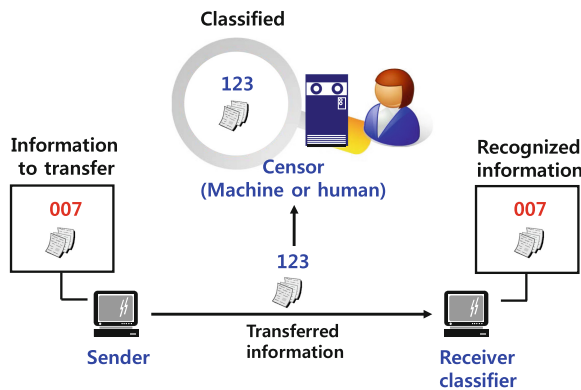 Classified
123
Censor
(Machine or human)
Information
to transfer
007
Recognized
information
007
123
Transferred
information
Sender
Receiver
classifier